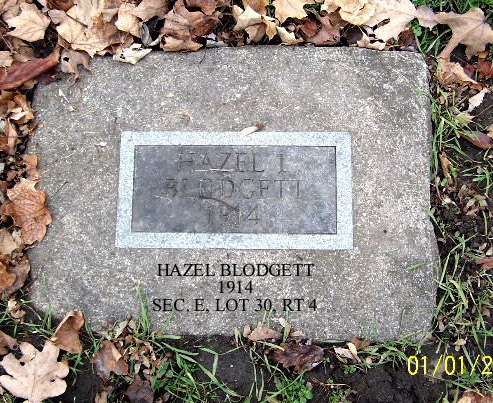 HAZEL I.
BLODGETT
1914
HAZEL BLODGETT
1914
SEC. E, LOT 30, RT 4
01/01/2